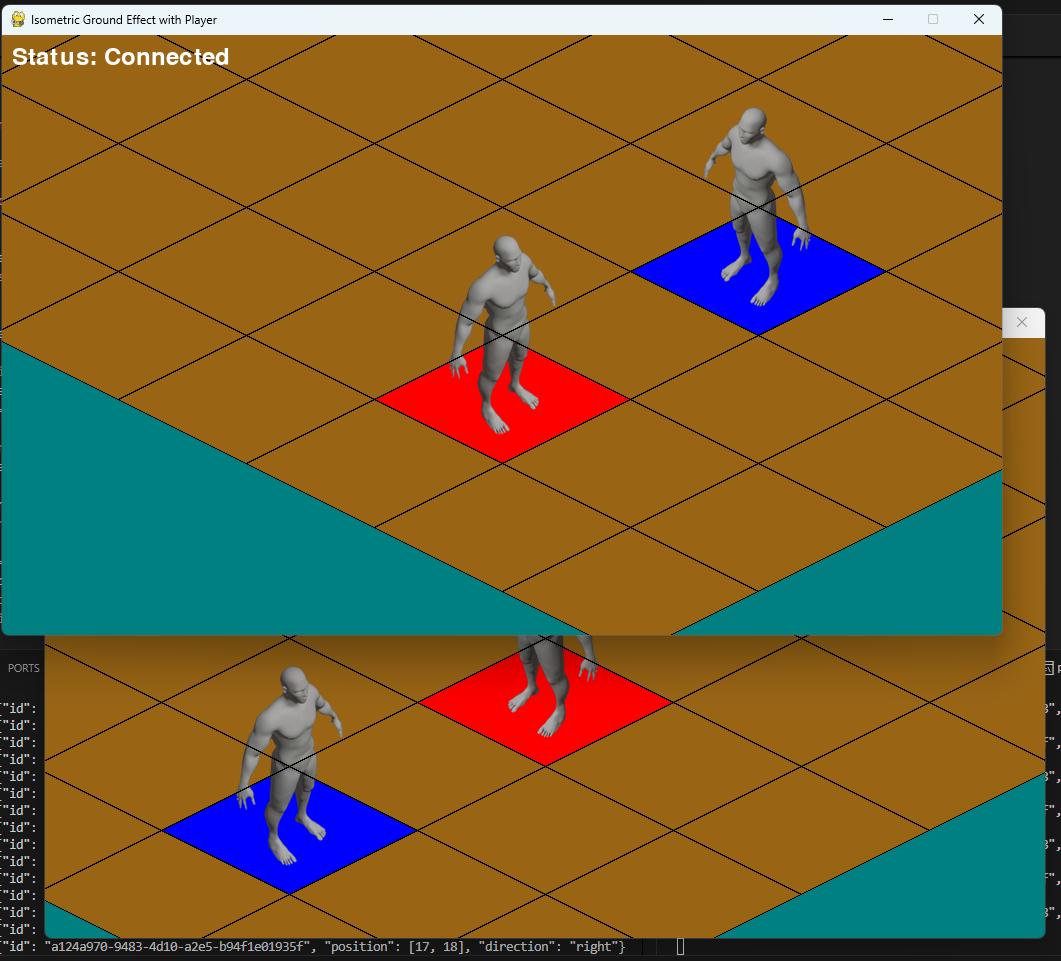 Isometric Ground Effect with Player
Status: Connected
PORTS
"id":
"id":
"id":
"id":
"id":
"id":
"id":
"id":
"id":
"id":
"id":
"id":
"id":
"id":
{"id": "a124a970-9483-4d10-a2e5-b94f1e01935f", "position": [17, 18], "direction": "right"}